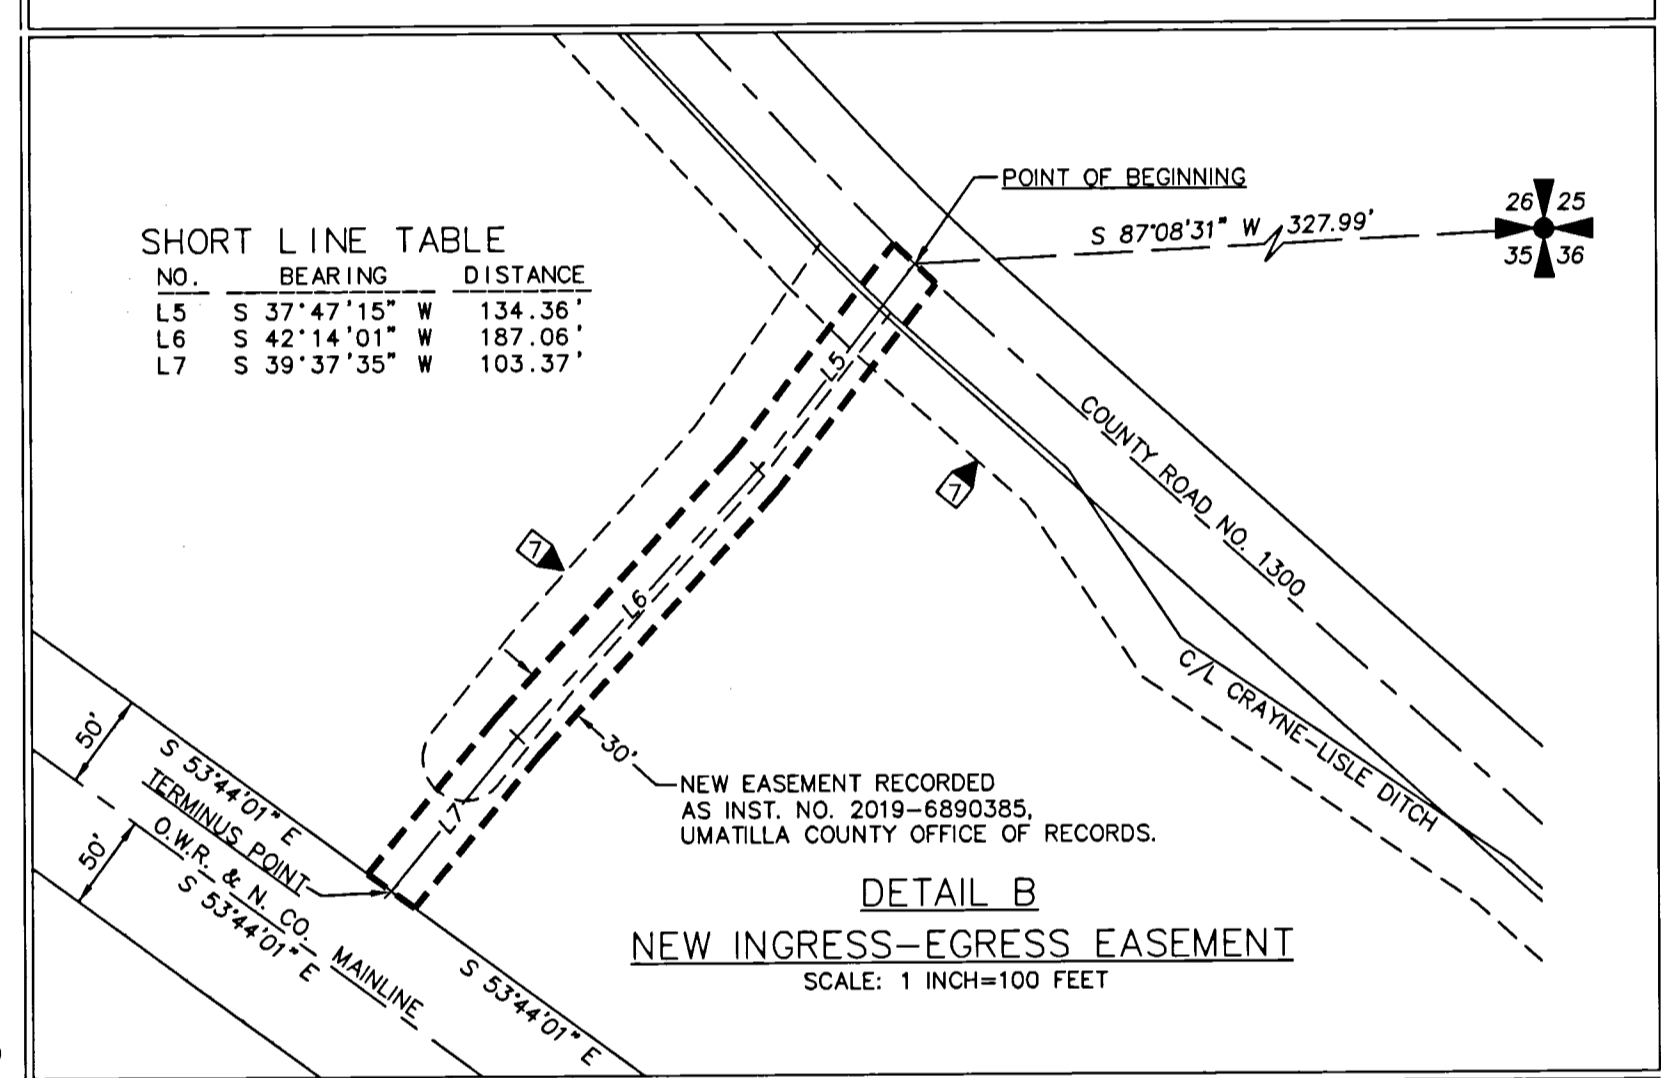 POINT OF BEGINNING
S 87°08'31" W 327.99'
26 25
35 36
SHORT LINE TABLE
NO. BEARING DISTANCE
L5 S 37°47'15" W 134.36'
L6 S 42°14'01" W 187.06'
L7 S 39°37'35" W 103.37'
L5
COUNTY ROAD NO. 1300
1
1
L6
C/L CRAYNE-LISLE DITCH
50'
S 53°44'01" E
TERMINUS POINT
O.W.R. & N. CO. MAINLINE
50'
S 53°44'01" E
L7
30'
NEW EASEMENT RECORDED
AS INST. NO. 2019-6890385,
UMATILLA COUNTY OFFICE OF RECORDS.
S 53°44'01" E
DETAIL B
NEW INGRESS-EGRESS EASEMENT
SCALE: 1 INCH=100 FEET